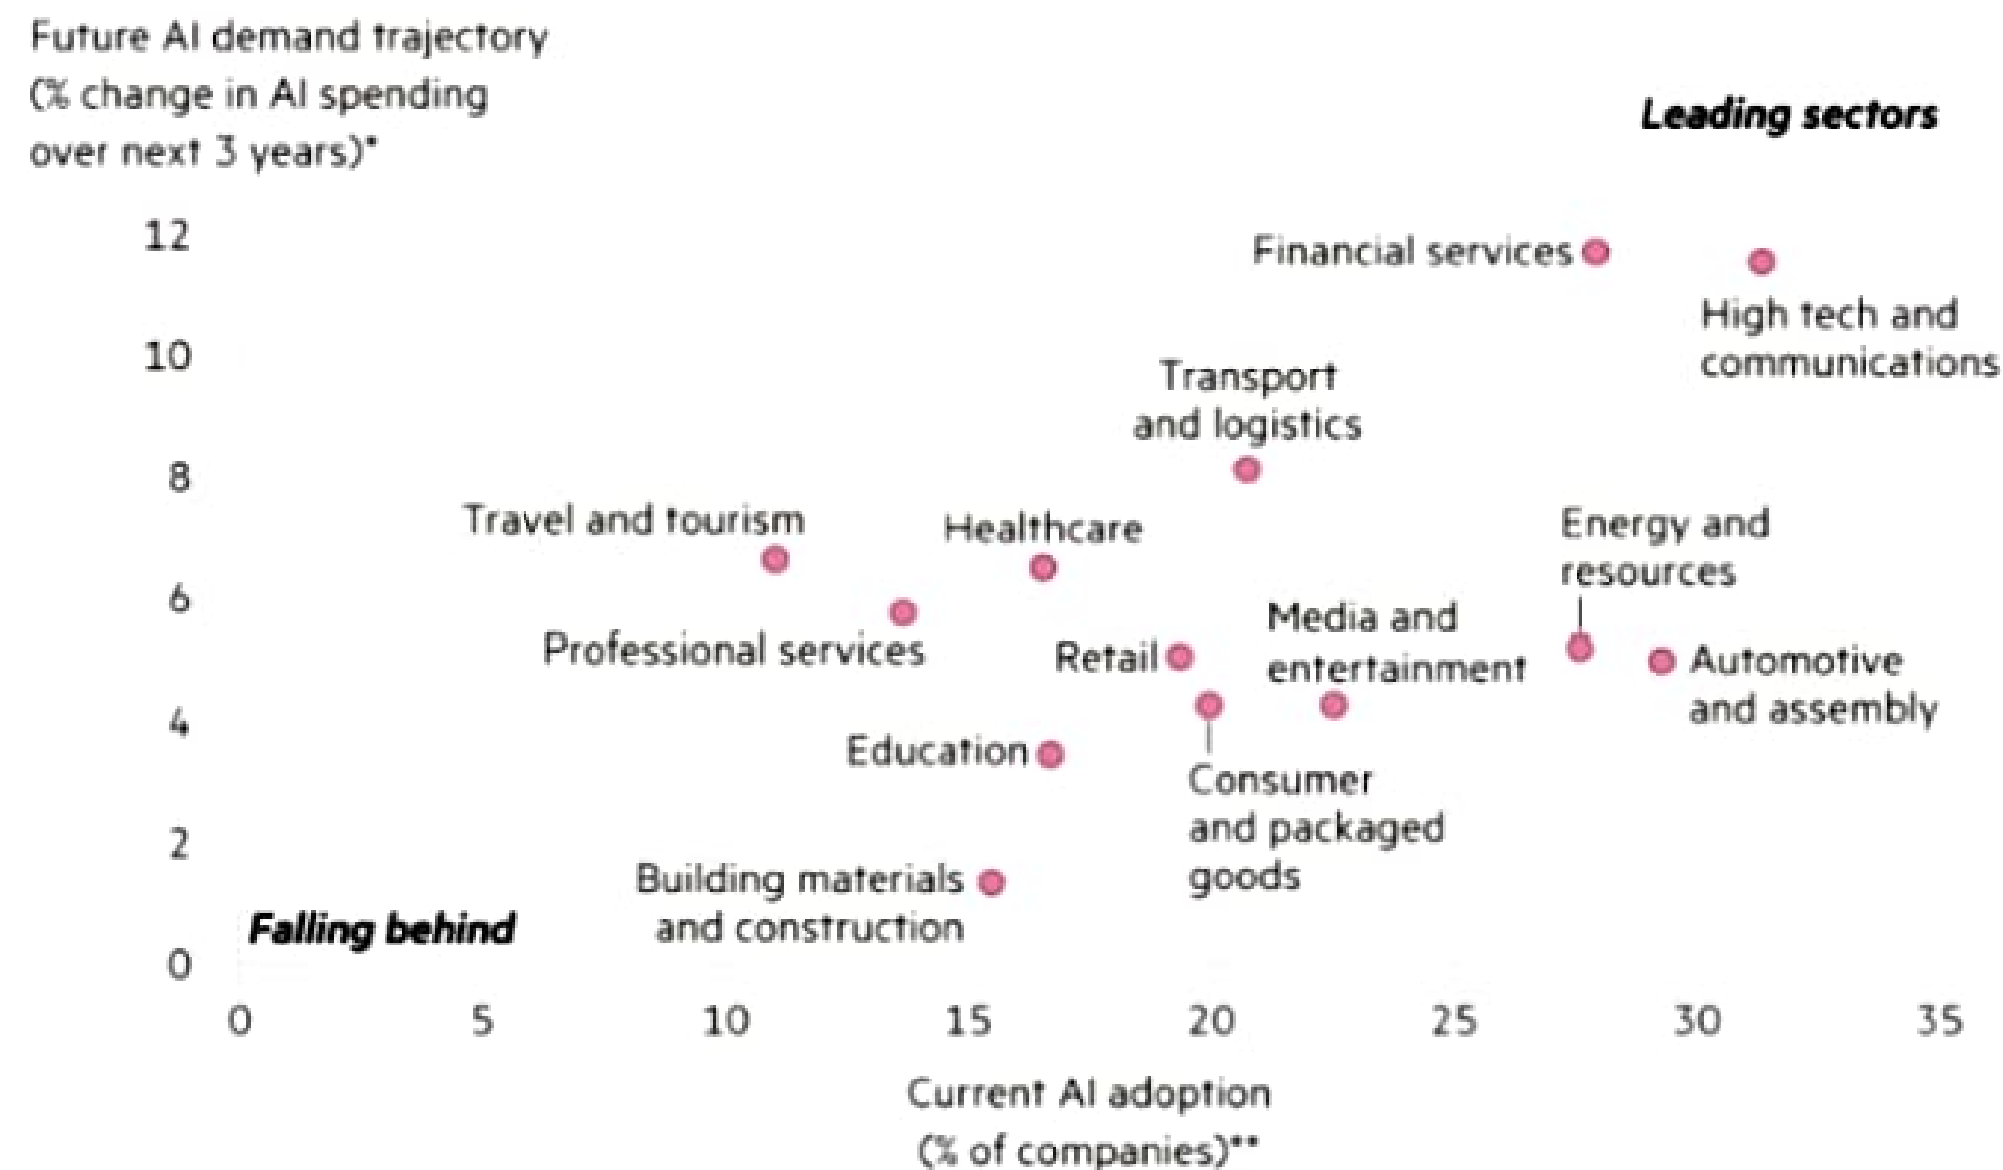 Future AI demand trajectory
(% change in AI spending
over next 3 years)*
Leading sectors
12
Financial services
High tech and
communications
10
Transport
and logistics
8
Travel and tourism
Healthcare
Energy and
resources
6
Media and
entertainment
Professional services
Retail
Automotive
and assembly
4
Education
Consumer
and packaged
goods
2
Building materials
and construction
Falling behind
0
0 5 10 15 20 25 30 35
Current AI adoption
(% of companies)**